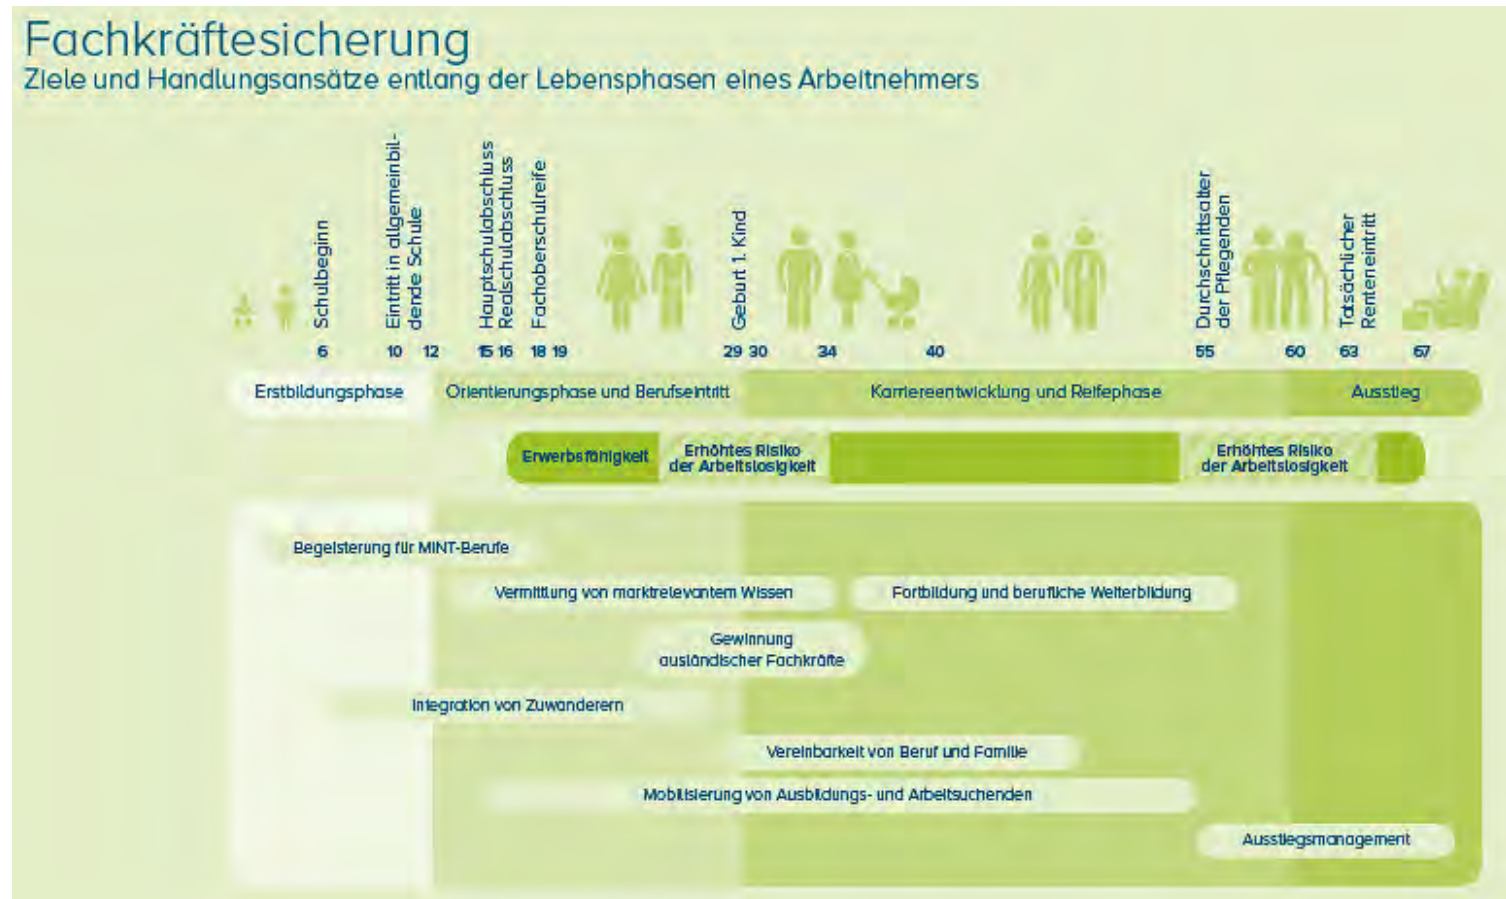 Fachkräftesicherung
Ziele und Handlungsansätze entlang der Lebensphasen eines Arbeitnehmers
Schulbeginn
Eintritt in allgemeinbil-
dende Schule
Hauptschulabschluss
Realschulabschluss
Fachoberschulreife
Geburt 1. Kind
Durchschnittsalter
der Pflegenden
Tatsächlicher
Renteneintritt
6 10 12 15 16 18 19 29 30 34 40 55 60 63 67
Erstbildungsphase Orientierungsphase und Berufseintritt Karriereentwicklung und Reifephase Ausstieg
Erwerbsfähigkeit
Erhöhtes Risiko
der Arbeitslosigkeit
Erhöhtes Risiko
der Arbeitslosigkeit
Begeisterung für MINT-Berufe
Vermittlung von marktrelevantem Wissen
Fortbildung und berufliche Weiterbildung
Gewinnung
ausländischer Fachkräfte
Integration von Zuwanderern
Vereinbarkeit von Beruf und Familie
Mobilisierung von Ausbildungs- und Arbeitsuchenden
Ausstiegsmanagement